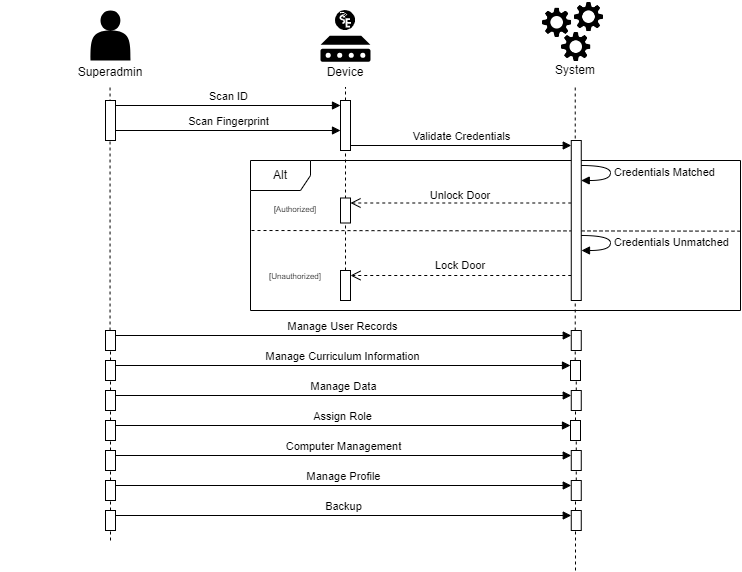 Superadmin
Device
System
Scan ID
Scan Fingerprint
Validate Credentials
Alt
Credentials Matched
Unlock Door
[Authorized]
Credentials Unmatched
Lock Door
[Unauthorized]
Manage User Records
Manage Curriculum Information
Manage Data
Assign Role
Computer Management
Manage Profile
Backup